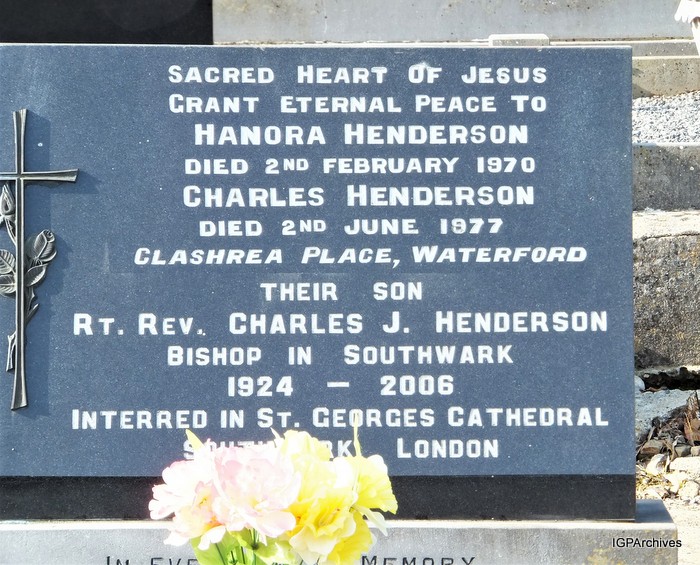 SACRED HEART OF JESUS
GRANT ETERNAL PEACE TO
HANORA HENDERSON
DIED 2ND FEBRUARY 1970
CHARLES HENDERSON
DIED 2ND JUNE 1977
CLASHREA PLACE, WATERFORD
THEIR SON
RT. REV. CHARLES J. HENDERSON
BISHOP IN SOUTHWARK
1924 — 2006
INTERRED IN ST. GEORGES CATHEDRAL
LONDON
IN MEMORY
IGPArchives